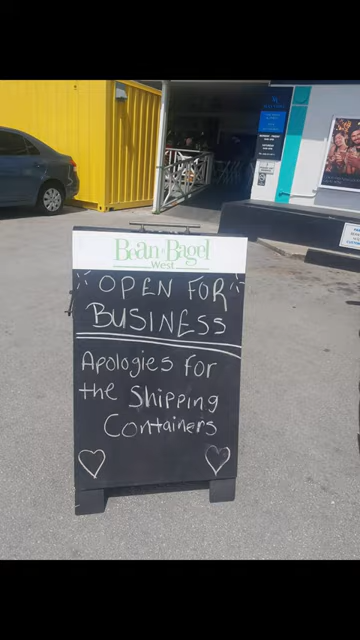 Bean & Bagel
West
OPEN FOR
BUSINESS
Apologies for
the Shipping
Containers